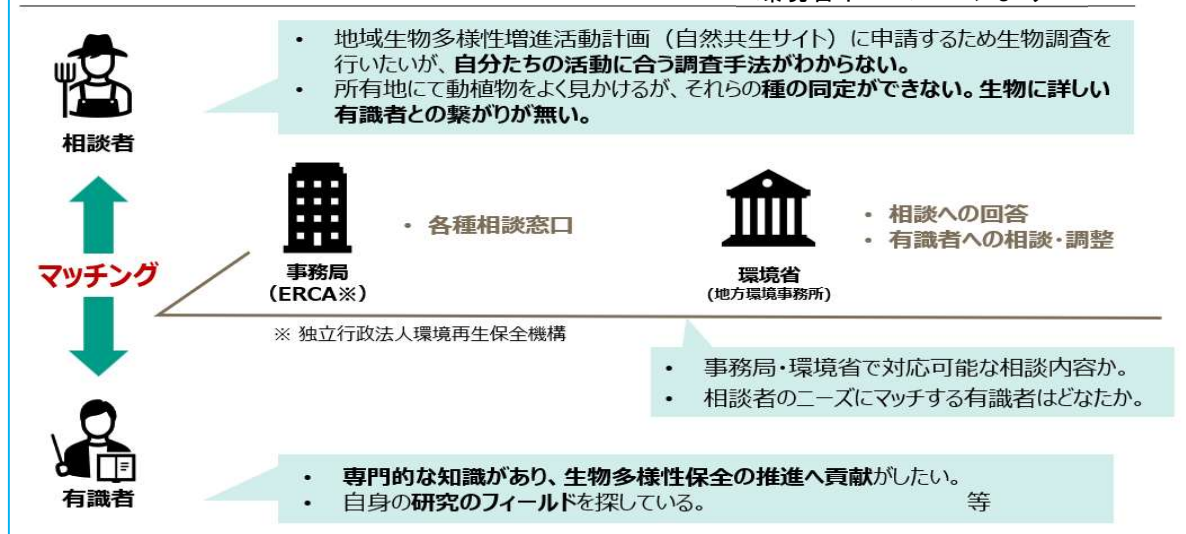 • 地域生物多様性増進活動計画（自然共生サイト）に申請するため生物調査を
行いたいが、自分たちの活動に合う調査手法がわからない。
• 所有地にて動植物をよく見かけるが、それらの種の同定ができない。生物に詳しい
有識者との繋がりが無い。
相談者
• 各種相談窓口
• 相談への回答
• 有識者への相談・調整
マッチング
事務局
（ERCA※）
環境省
(地方環境事務所)
※ 独立行政法人環境再生保全機構
• 事務局・環境省で対応可能な相談内容か。
• 相談者のニーズにマッチする有識者はどなたか。
• 専門的な知識があり、生物多様性保全の推進へ貢献がしたい。
• 自身の研究のフィールドを探している。 等
有識者